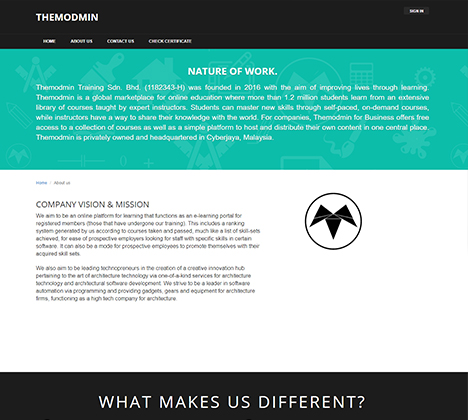 THEMODMIN
SIGN IN
HOME ABOUT US CONTACT US CHECK CERTIFICATE
NATURE OF WORK.
Themodmin Training Sdn. Bhd. (1182343-H) was founded in 2016 with the aim of improving lives through learning.
Themodmin is a global marketplace for online education where more than 1.2 million students learn from an extensive
library of courses taught by expert instructors. Students can master new skills through self-paced, on-demand courses,
while instructors have a way to share their knowledge with the world. For companies, Themodmin for Business offers free
access to a collection of courses as well as a simple platform to host and distribute their own content in one central place.
Themodmin is privately owned and headquartered in Cyberjaya, Malaysia.
Home / About us
COMPANY VISION & MISSION
We aim to be an online platform for learning that functions as an e-learning portal for
registered members (those that have undergone our training). This includes a ranking
system generated by us according to courses taken and passed, much like a list of skill-sets
achieved, for ease of prospective employers looking for staff with specific skills in certain
software. It can also be a mode for prospective employees to promote themselves with their
acquired skill sets.
We also aim to be leading technopreneurs in the creation of a creative innovation hub
pertaining to the art of architecture technology via one-of-a-kind services for architecture
technology and architectural software development. We strive to be a leader in software
automation via programming and providing gadgets, gears and equipment for architecture
firms, functioning as a high tech company for architecture.
WHAT MAKES US DIFFERENT?